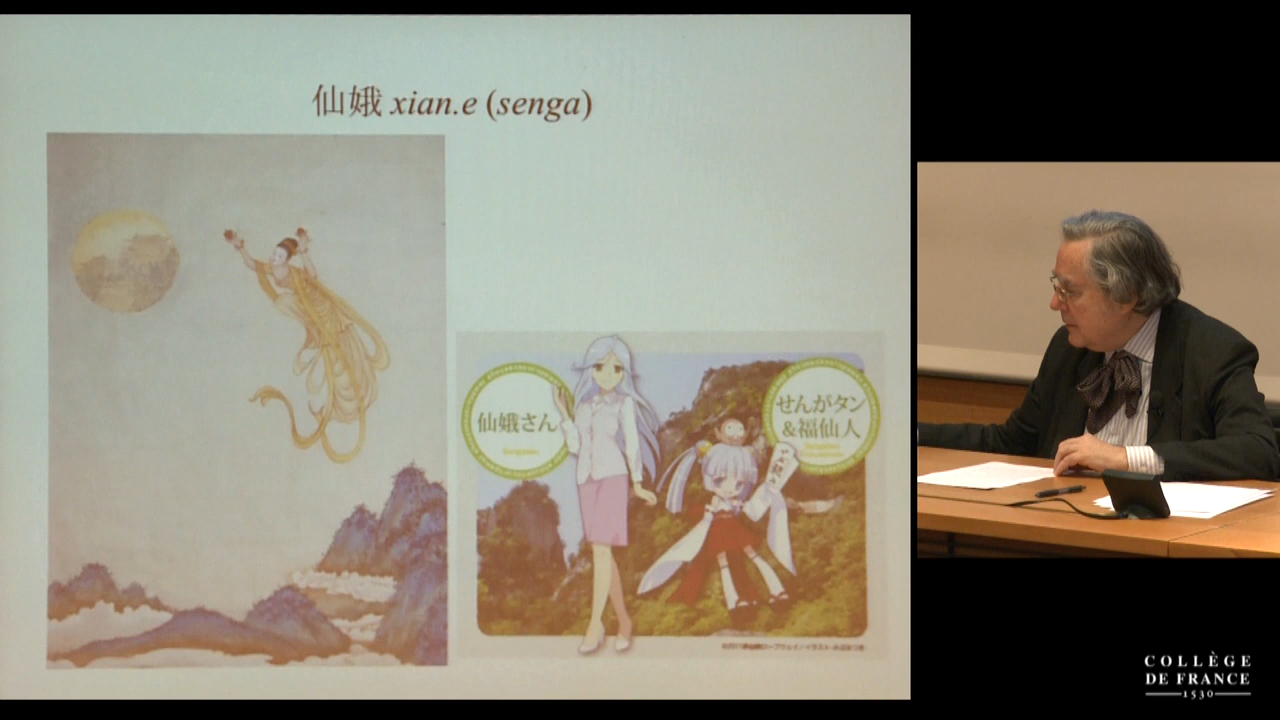 仙娥 xian.e (senga)
仙娥さん
せんがタン
&福仙人
COLLÈGE
DE FRANCE
1530